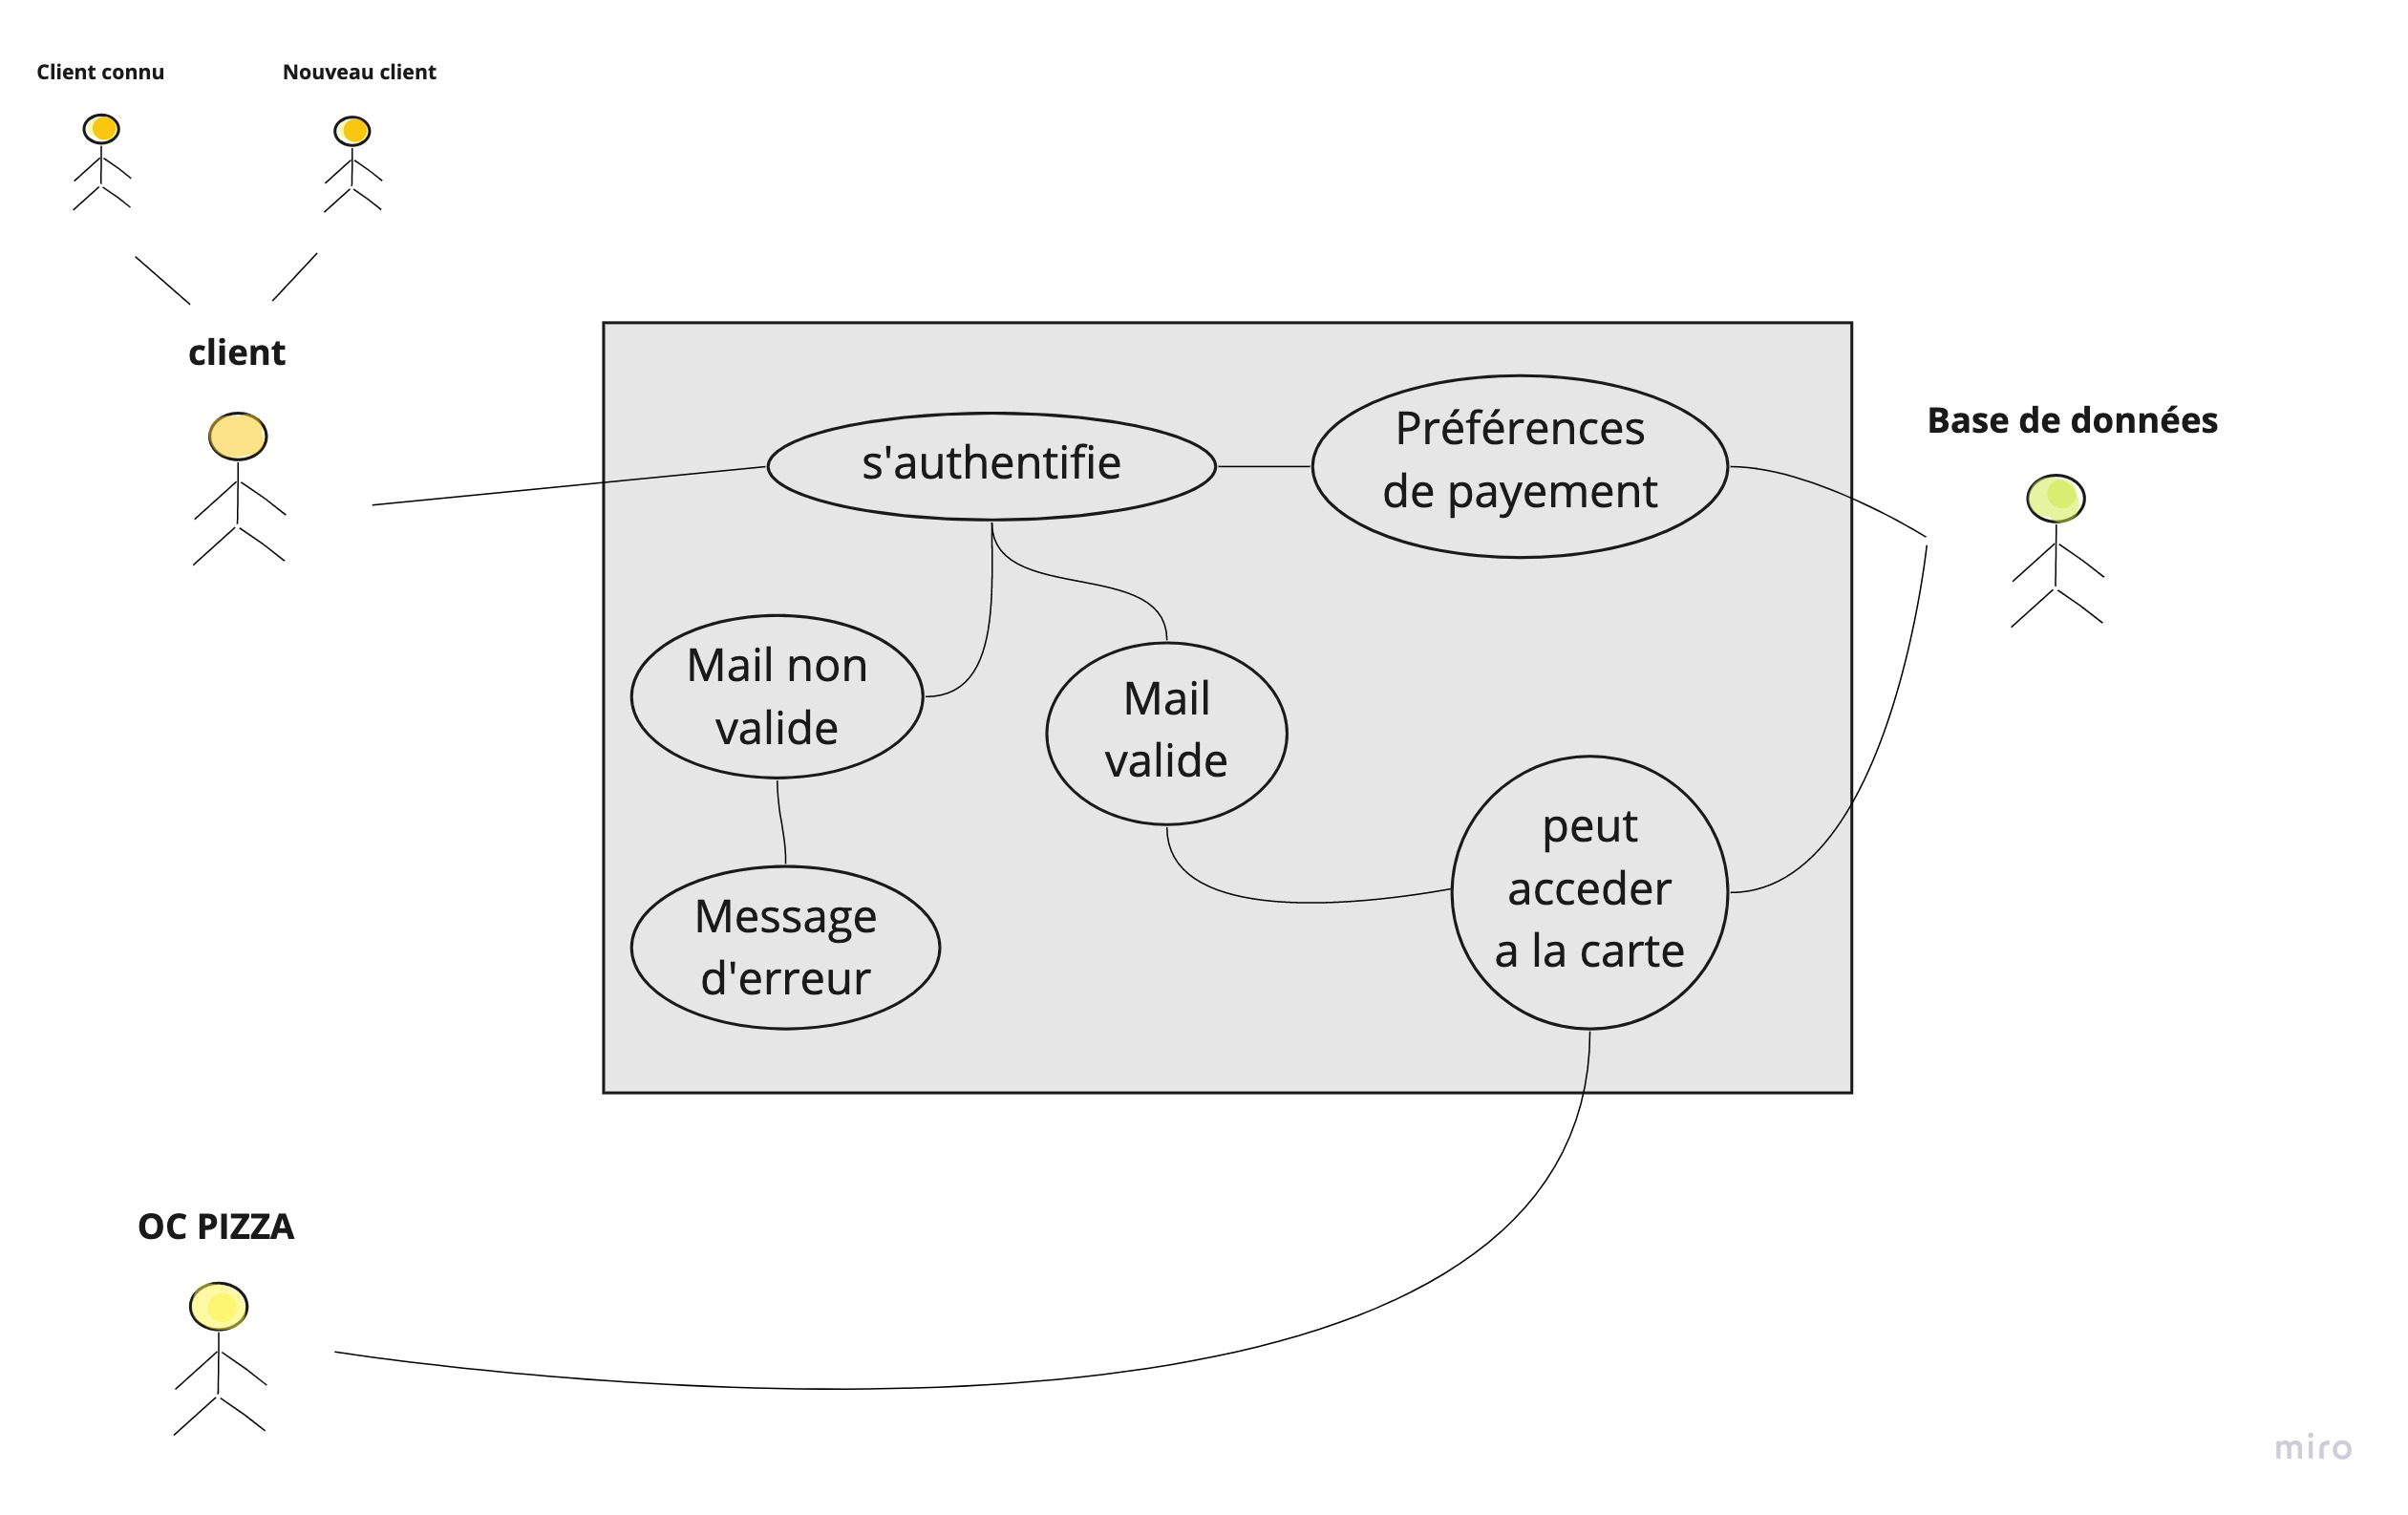 Client connu
Nouveau client
client
s'authentifie
Préférences
de payement
Base de données
Mail non
valide
Mail
valide
peut
acceder
a la carte
Message
d'erreur
OC PIZZA
miro